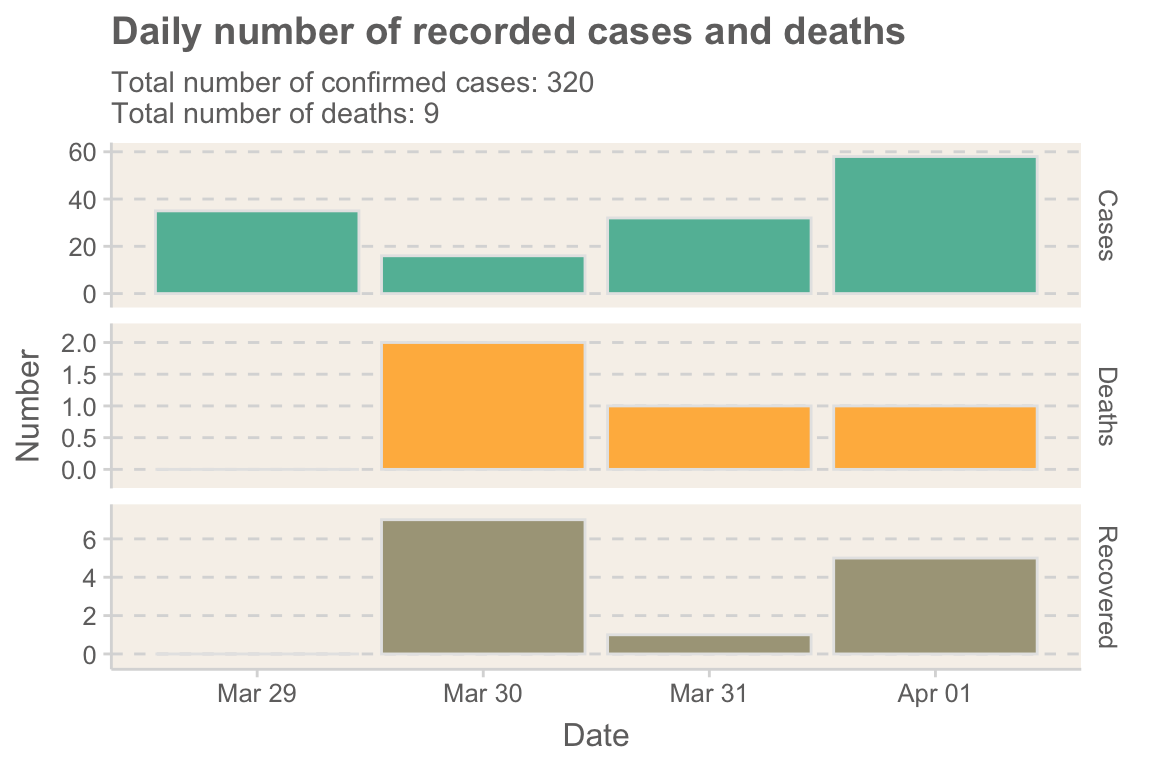 Daily number of recorded cases and deaths
Total number of confirmed cases: 320
Total number of deaths: 9
60
40
20
0
Cases
Number
2.0
1.5
1.0
0.5
0.0
Deaths
6
4
2
0
Recovered
Mar 29 Mar 30 Mar 31 Apr 01
Date